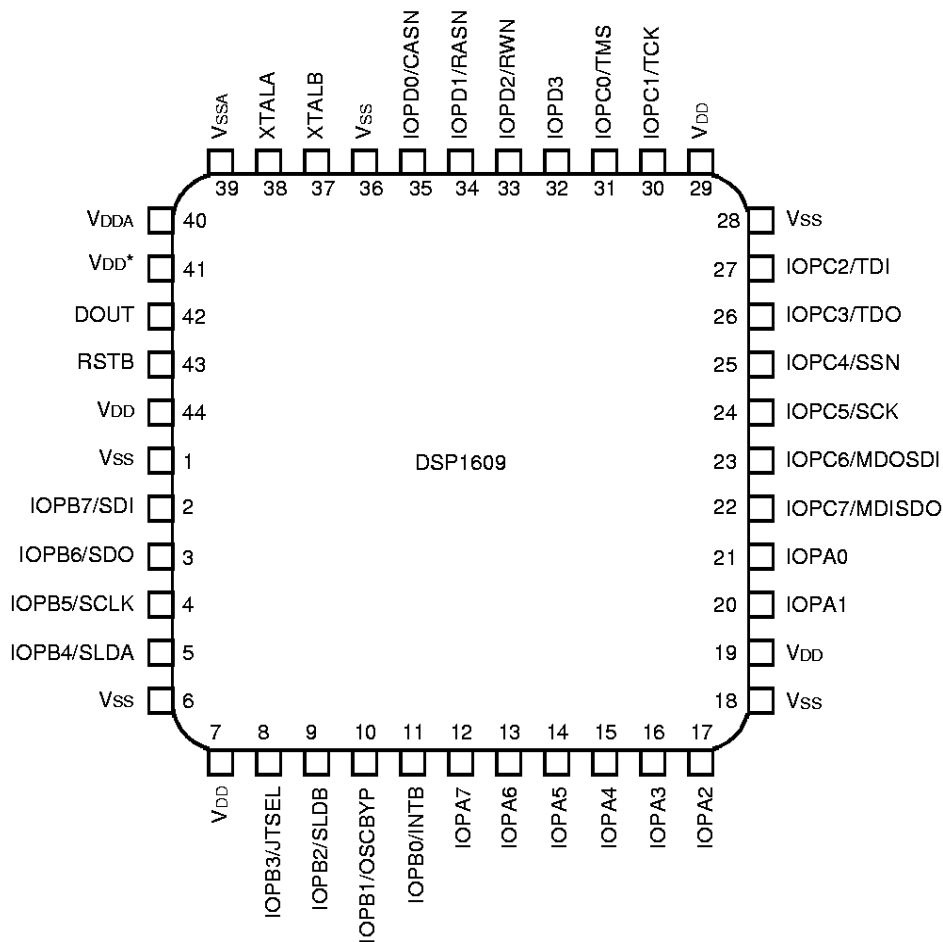 VSSA
XTALA
XTALB
VSS
IOPD0/CASN
IOPD1/RASN
IOPD2/RWN
IOPD3
IOPC0/TMS
IOPC1/TCK
VDD
39 38 37 36 35 34 33 32 31 30 29
VDDA 40 28 VSS
VDD* 41 27 IOPC2/TDI
DOUT 42 26 IOPC3/TDO
RSTB 43 25 IOPC4/SSN
VDD 44 24 IOPC5/SCK
VSS 1 DSP1609 23 IOPC6/MDOSDI
IOPB7/SDI 2 22 IOPC7/MDISDO
IOPB6/SDO 3 21 IOPA0
IOPB5/SCLK 4 20 IOPA1
IOPB4/SLDA 5 19 VDD
VSS 6 18 VSS
7 8 9 10 11 12 13 14 15 16 17
VDD
IOPB3/JTSEL
IOPB2/SLDB
IOPB1/OSCBYP
IOPB0/INTB
IOPA7
IOPA6
IOPA5
IOPA4
IOPA3
IOPA2